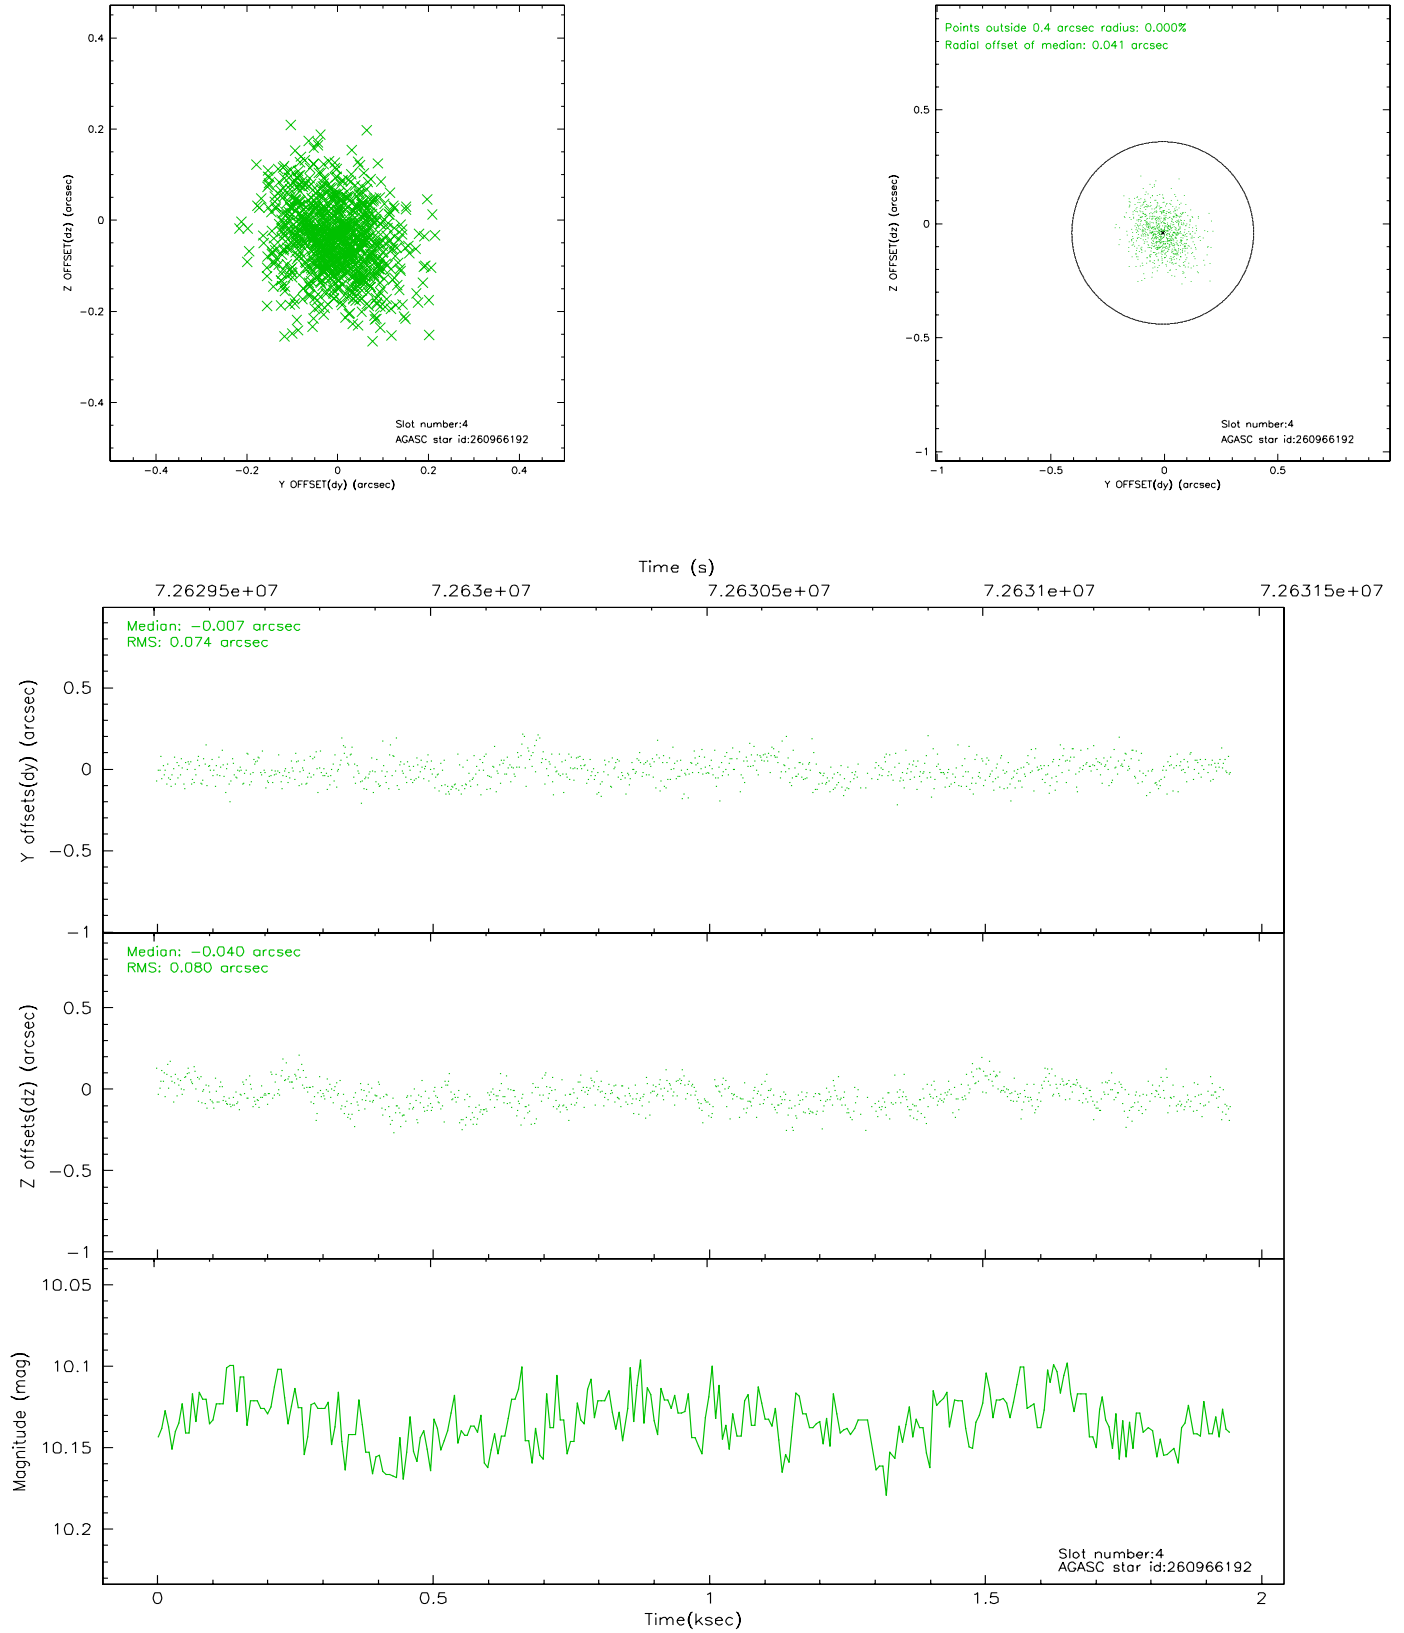 0.4
0.2
0
−0.2
−0.4
Z OFFSET(dz) (arcsec)
−0.4
−0.2
0
0.2
0.4
Y OFFSET(dy) (arcsec)
Slot number:4
AGASC star id:260966192
Points outside 0.4 arcsec radius: 0.000%
Radial offset of median: 0.041 arcsec
0.5
0
−0.5
−1
Z OFFSET(dz) (arcsec)
−1
−0.5
0
0.5
Y OFFSET(dy) (arcsec)
Slot number:4
AGASC star id:260966192
Time (s)
7.26295e+07
7.263e+07
7.26305e+07
7.2631e+07
7.26315e+07
Median: −0.007 arcsec
RMS: 0.074 arcsec
0.5
0
−0.5
−1
Y offsets(dy) (arcsec)
Median: −0.040 arcsec
RMS: 0.080 arcsec
0.5
0
−0.5
−1
Z offsets(dz) (arcsec)
10.05
10.1
10.15
10.2
Magnitude (mag)
Slot number:4
AGASC star id:260966192
0
0.5
1
1.5
2
Time(ksec)